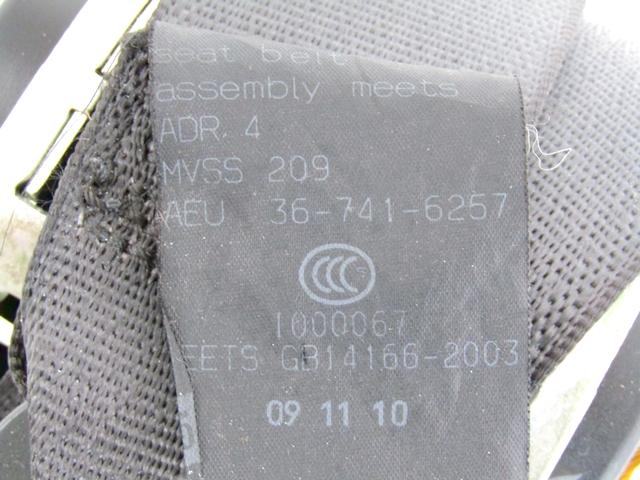 seat belt
assembly meets
ADR 4
MVSS 209
AEU 36-741-6257
CCC
1000067
EETS GB14166-2003
09 11 10